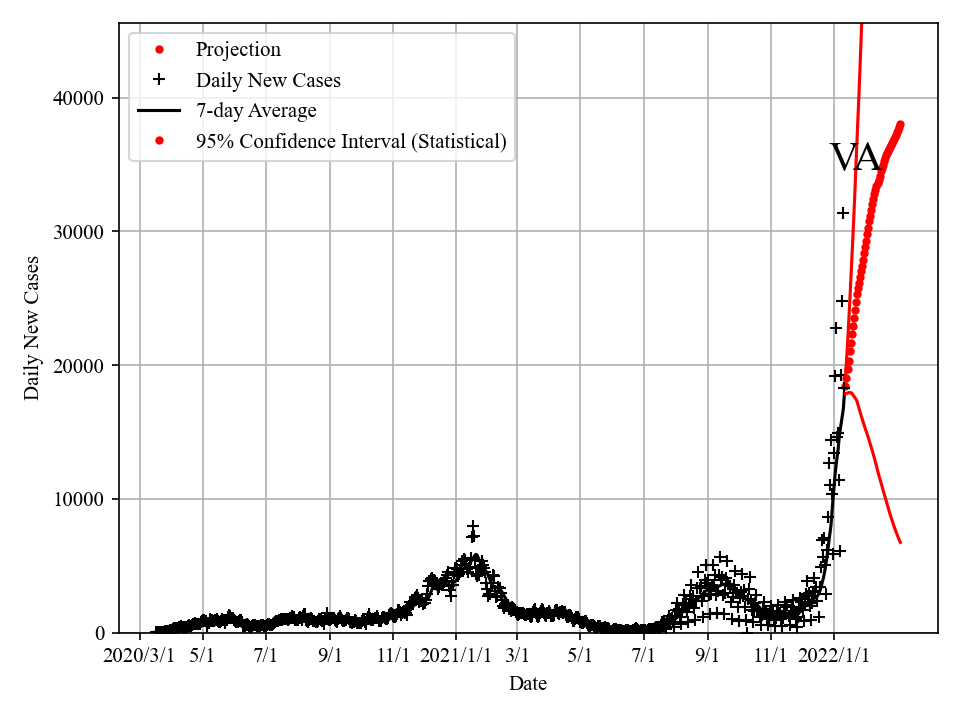 Projection
Daily New Cases
7-day Average
95% Confidence Interval (Statistical)
VA
Daily New Cases
40000
30000
20000
10000
0
2020/3/1 5/1 7/1 9/1 11/1 2021/1/1 3/1 5/1 7/1 9/1 11/1 2022/1/1
Date